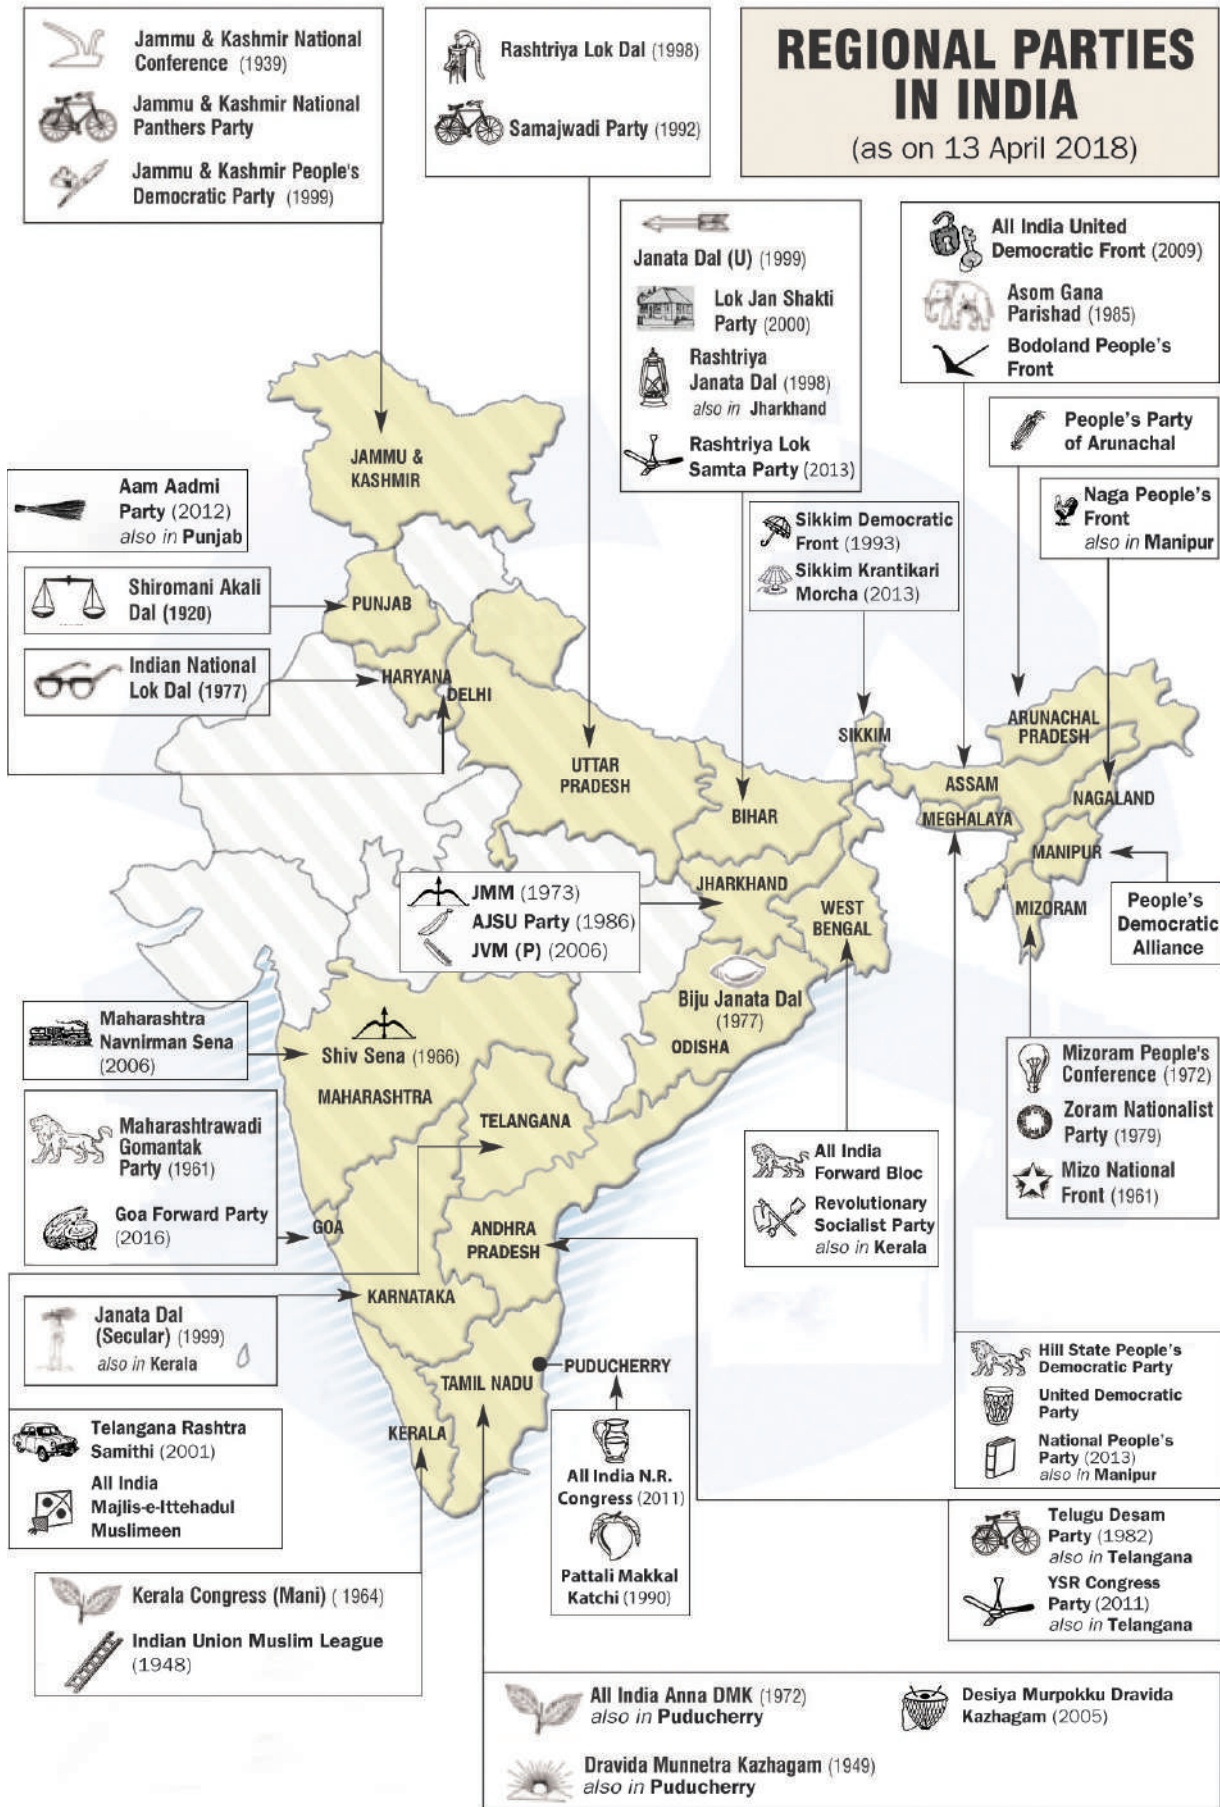 REGIONAL PARTIES
IN INDIA
(as on 13 April 2018)
Jammu & Kashmir National
Conference (1939)
Jammu & Kashmir National
Panthers Party
Jammu & Kashmir People's
Democratic Party (1999)
Rashtriya Lok Dal (1998)
Samajwadi Party (1992)
Janata Dal (U) (1999)
Lok Jan Shakti
Party (2000)
Rashtriya
Janata Dal (1998)
also in Jharkhand
Rashtriya Lok
Samta Party (2013)
All India United
Democratic Front (2009)
Asom Gana
Parishad (1985)
Bodoland People's
Front
People's Party
of Arunachal
Naga People's
Front
also in Manipur
Sikkim Democratic
Front (1993)
Sikkim Krantikari
Morcha (2013)
Aam Aadmi
Party (2012)
also in Punjab
Shiromani Akali
Dal (1920)
Indian National
Lok Dal (1977)
JAMMU &
KASHMIR
PUNJAB
HARYANA
DELHI
UTTAR
PRADESH
BIHAR
SIKKIM
ARUNACHAL
PRADESH
ASSAM
NAGALAND
MEGHALAYA
MANIPUR
MIZORAM
JHARKHAND
WEST
BENGAL
People's
Democratic
Alliance
JMM (1973)
AJSU Party (1986)
JVM (P) (2006)
Biju Janata Dal
(1977)
ODISHA
Maharashtra
Navnirman Sena
(2006)
Shiv Sena (1966)
MAHARASHTRA
TELANGANA
Maharashtrawadi
Gomantak
Party (1961)
Goa Forward Party
(2016)
GOA
ANDHRA
PRADESH
KARNATAKA
Mizoram People's
Conference (1972)
Zoram Nationalist
Party (1979)
Mizo National
Front (1961)
All India
Forward Bloc
Revolutionary
Socialist Party
also in Kerala
Janata Dal
(Secular) (1999)
also in Kerala
PUDUCHERRY
TAMIL NADU
KERALA
Hill State People's
Democratic Party
United Democratic
Party
National People's
Party (2013)
also in Manipur
Telangana Rashtra
Samithi (2001)
All India
Majlis-e-Ittehadul
Muslimeen
All India N.R.
Congress (2011)
Pattali Makkal
Katchi (1990)
Telugu Desam
Party (1982)
also in Telangana
YSR Congress
Party (2011)
also in Telangana
Kerala Congress (Mani) ( 1964)
Indian Union Muslim League
(1948)
All India Anna DMK (1972)
also in Puducherry
Desiya Murpokku Dravida
Kazhagam (2005)
Dravida Munnetra Kazhagam (1949)
also in Puducherry